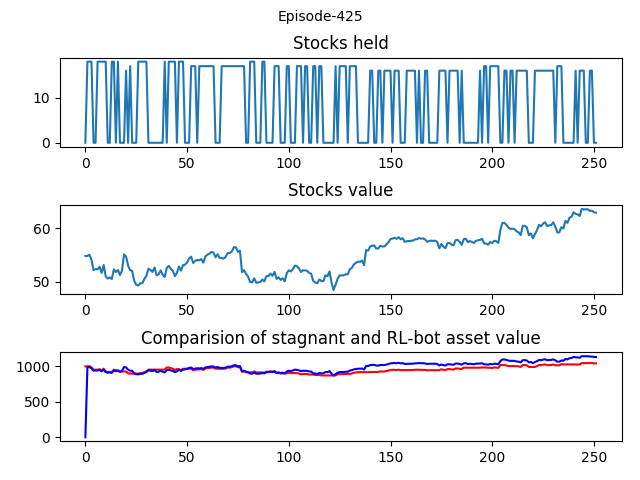 Episode-425
Stocks held
10
0
0 50 100 150 200 250
Stocks value
60
50
0 50 100 150 200 250
Comparision of stagnant and RL-bot asset value
1000
500
0
0 50 100 150 200 250